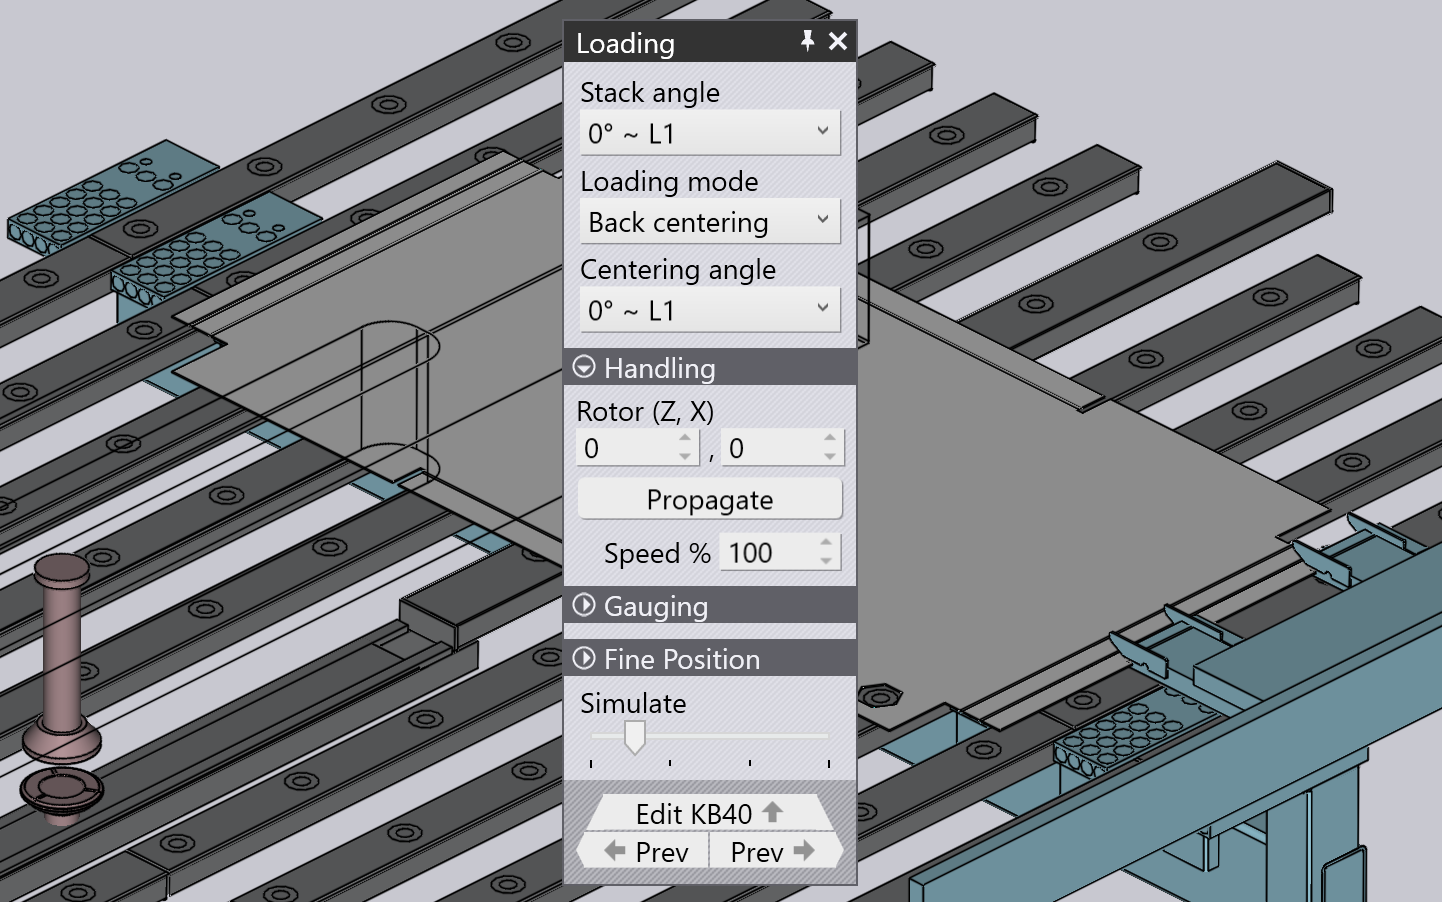 Loading
Stack angle
0° ~ L1
Loading mode
Back centering
Centering angle
0° ~ L1
Handling
Rotor (Z, X)
0 , 0
Propagate
Speed % 100
Gauging
Fine Position
Simulate
Edit KB40
Prev Prev